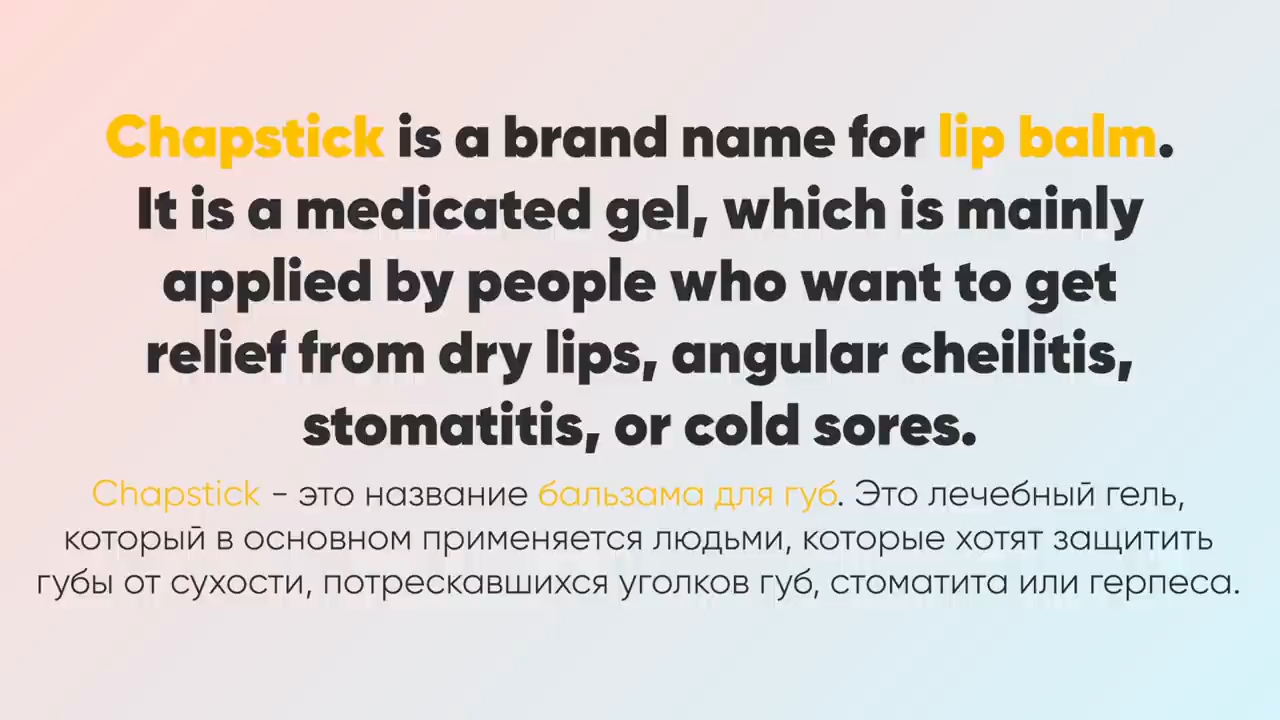 Chapstick is a brand name for lip balm.
It is a medicated gel, which is mainly
applied by people who want to get
relief from dry lips, angular cheilitis,
stomatitis, or cold sores.
Chapstick - это название бальзама для губ. Это лечебный гель,
который в основном применяется людьми, которые хотят защитить
губы от сухости, потрескавшихся уголков губ, стоматита или герпеса.